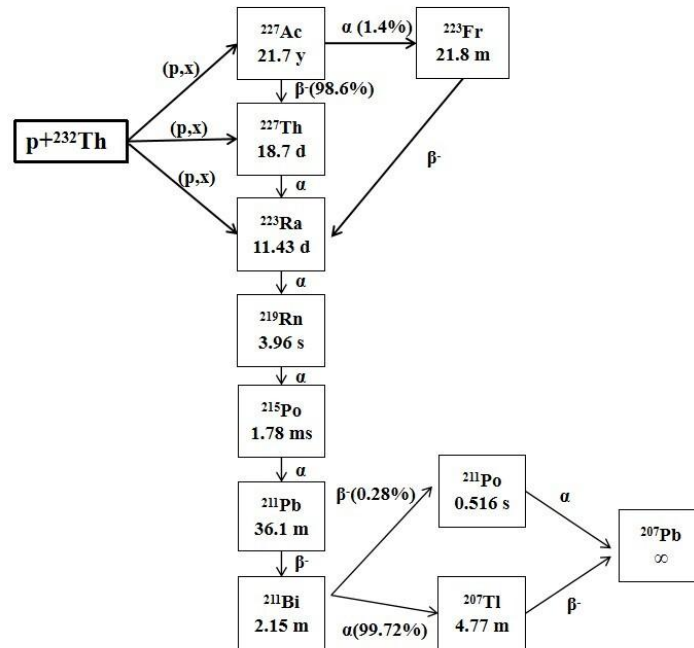 ²²⁷Ac
21.7 y
α (1.4%)
²²³Fr
21.8 m
(p,x)
β⁻(98.6%)
p+²³²Th
(p,x)
²²⁷Th
18.7 d
(p,x)
α
β⁻
²²³Ra
11.43 d
α
²¹⁹Rn
3.96 s
α
²¹⁵Po
1.78 ms
α
²¹¹Pb
36.1 m
β⁻(0.28%)
²¹¹Po
0.516 s
α
²⁰⁷Pb
∞
β⁻
²¹¹Bi
2.15 m
α(99.72%)
²⁰⁷Tl
4.77 m
β⁻